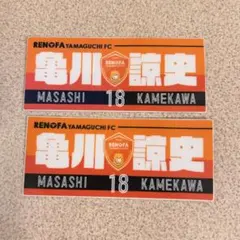 RENOFA YAMAGUCHI FC
亀川 諒史
MASASHI 18 KAMEKAWA
RENOFA YAMAGUCHI FC
亀川 諒史
MASASHI 18 KAMEKAWA